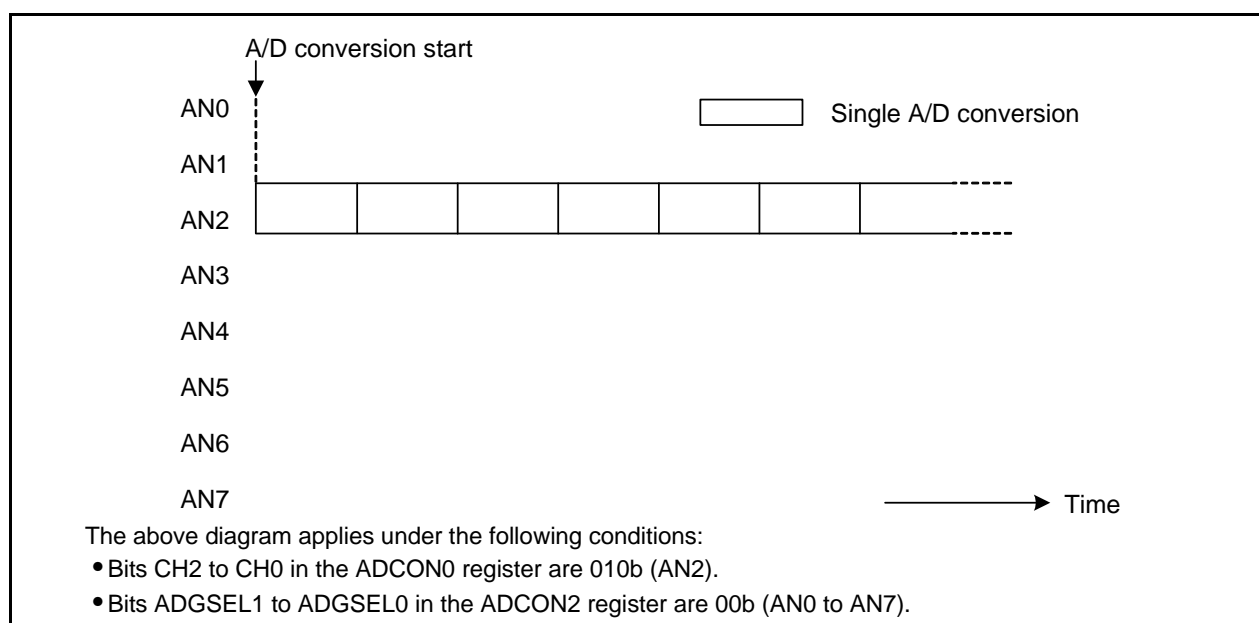 A/D conversion start
AN0
Single A/D conversion
AN1
AN2
AN3
AN4
AN5
AN6
AN7
Time
The above diagram applies under the following conditions:
• Bits CH2 to CH0 in the ADCON0 register are 010b (AN2).
• Bits ADGSEL1 to ADGSEL0 in the ADCON2 register are 00b (AN0 to AN7).